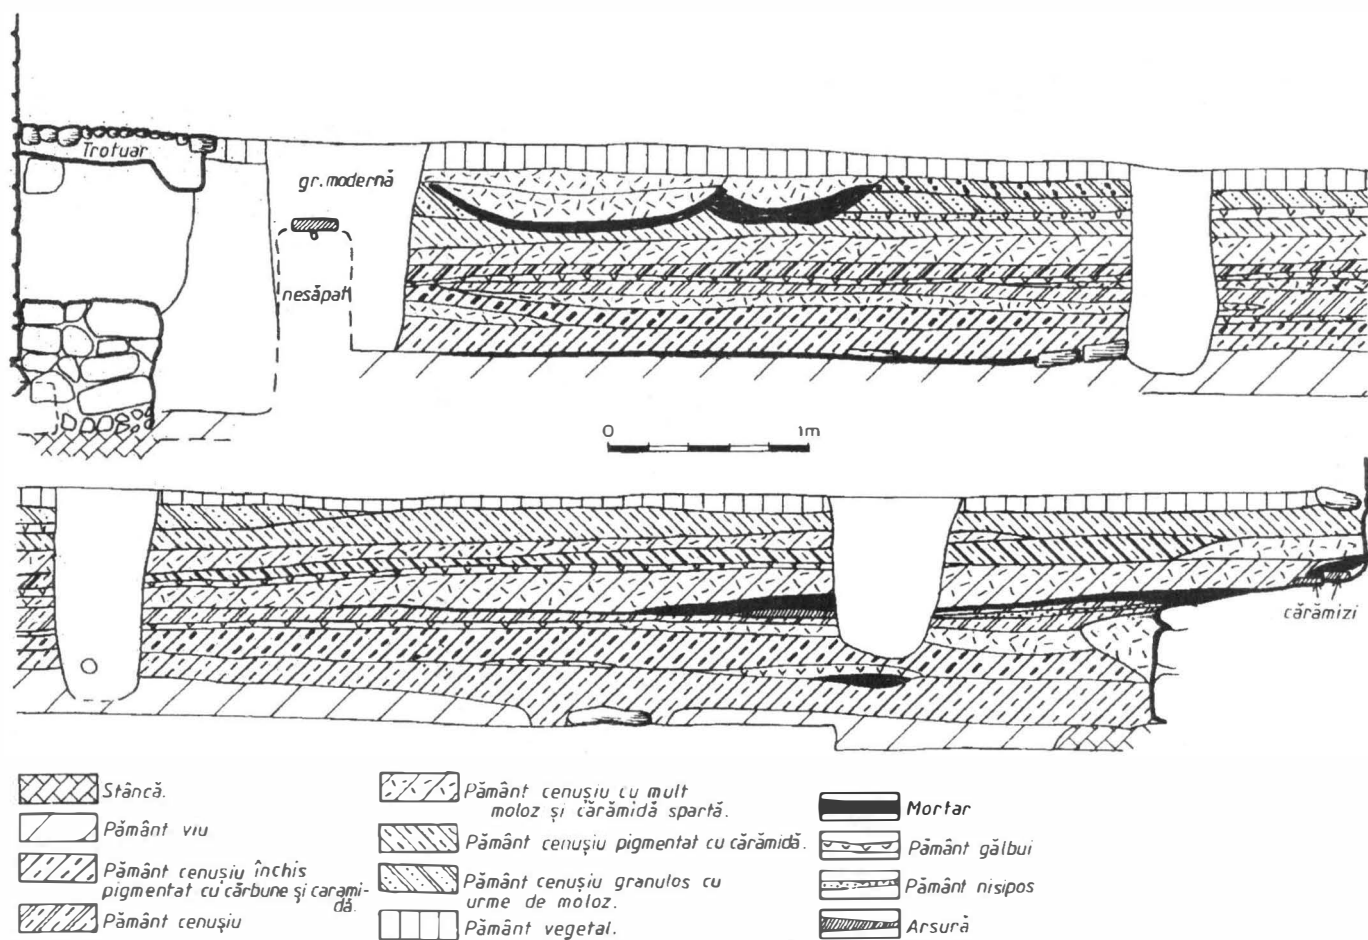 Trotuar
gr. modernă
nesăpat
0 1m
cărămizi
Stâncă.
Pământ viu
Pământ cenușiu închis
pigmentat cu cărbune și carami-
dă.
Pământ cenușiu
Pământ cenușiu cu mult
moloz și cărămidă spartă.
Pământ cenușiu pigmentat cu cărămidă.
Pământ cenușiu granulos cu
urme de moloz.
Pământ vegetal.
Mortar
Pământ gălbui
Pământ nisipos
Arsură